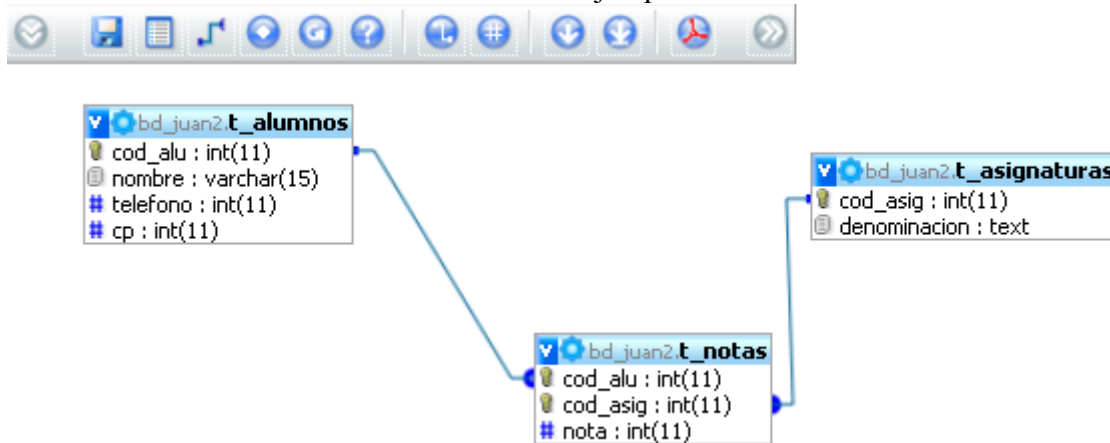 bd_juan2.t_alumnos
cod_alu : int(11)
nombre : varchar(15)
telefono : int(11)
cp : int(11)
bd_juan2.t_asignaturas
cod_asig : int(11)
denominacion : text
bd_juan2.t_notas
cod_alu : int(11)
cod_asig : int(11)
nota : int(11)